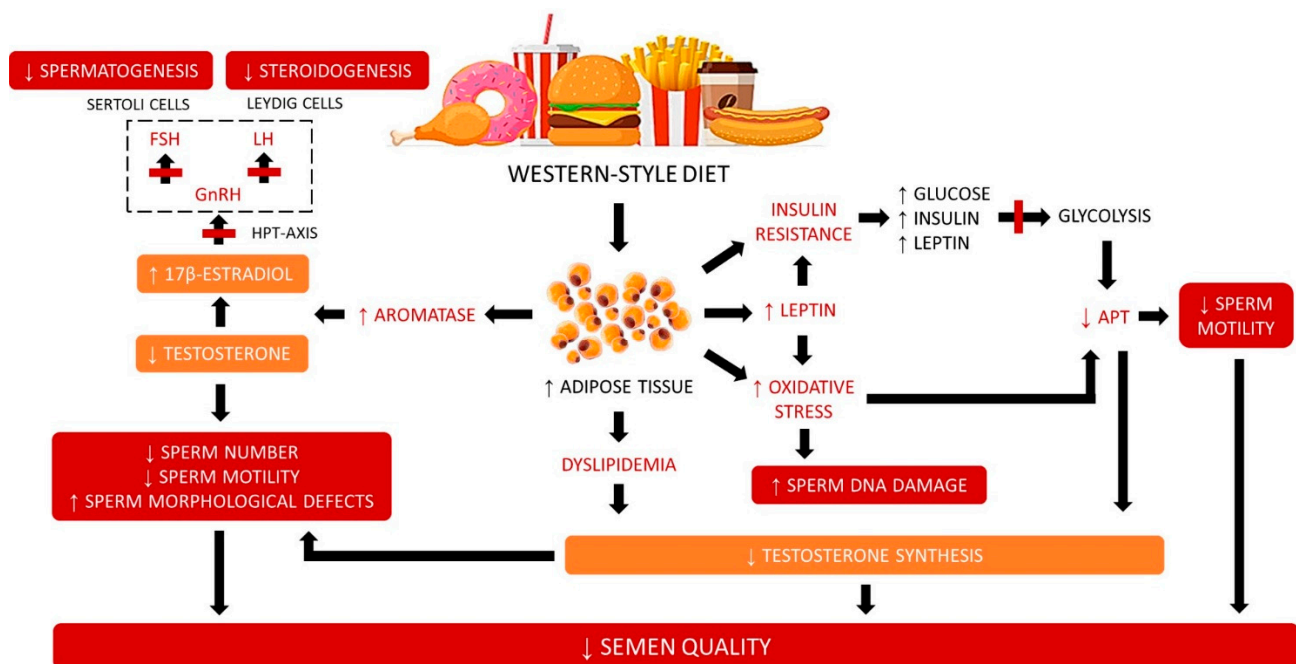 ↓ SPERMATOGENESIS
↓ STEROIDOGENESIS
SERTOLI CELLS
LEYDIG CELLS
FSH
LH
GnRH
HPT-AXIS
↑ 17β-ESTRADIOL
↓ TESTOSTERONE
↑ AROMATASE
↓ SPERM NUMBER
↓ SPERM MOTILITY
↑ SPERM MORPHOLOGICAL DEFECTS
WESTERN-STYLE DIET
↑ ADIPOSE TISSUE
DYSLIPIDEMIA
INSULIN
RESISTANCE
↑ LEPTIN
↑ OXIDATIVE
STRESS
↑ SPERM DNA DAMAGE
↑ GLUCOSE
↑ INSULIN
↑ LEPTIN
GLYCOLYSIS
↓ APT
↓ SPERM
MOTILITY
↓ TESTOSTERONE SYNTHESIS
↓ SEMEN QUALITY